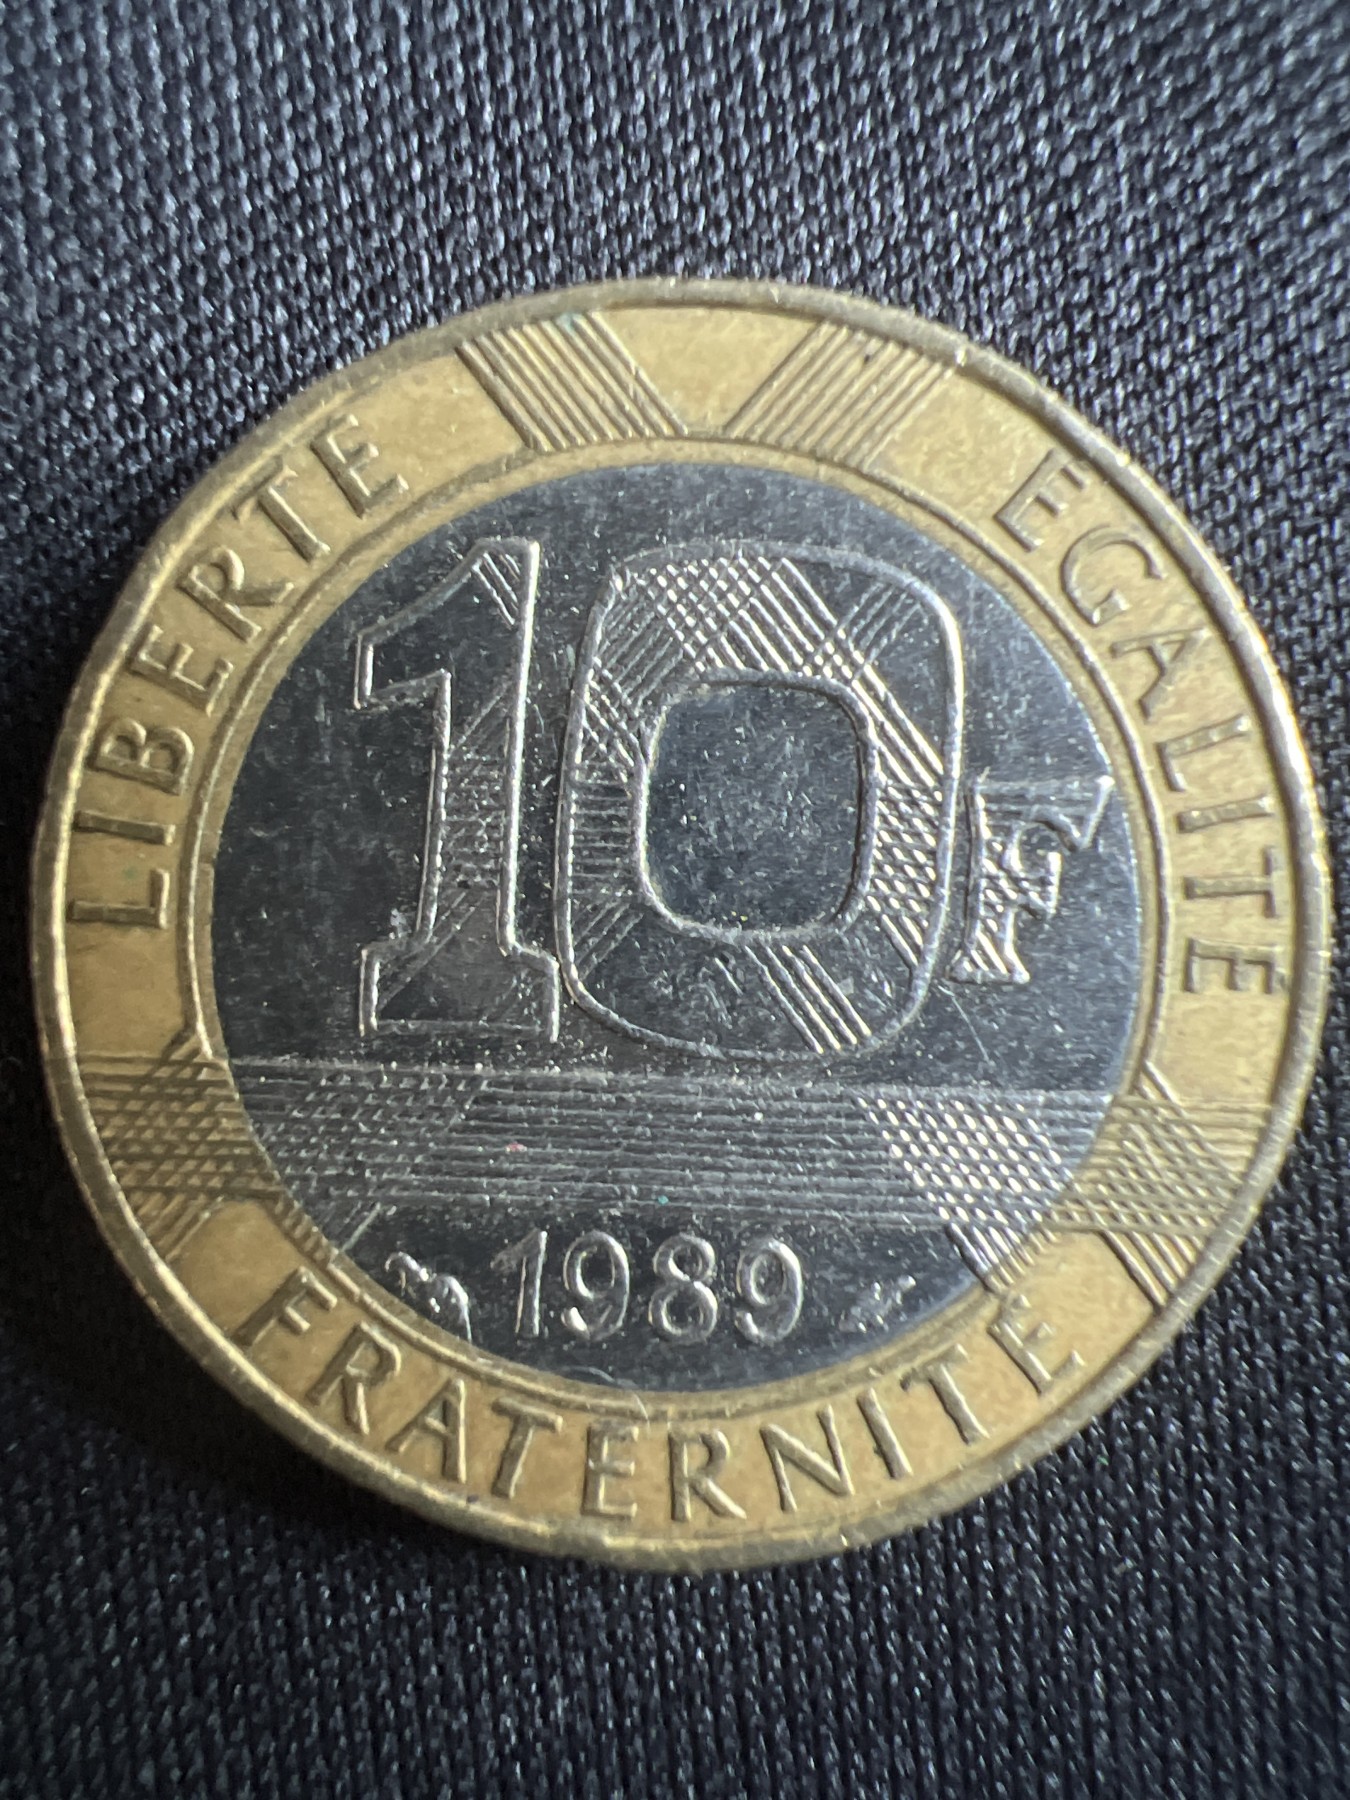 LIBERTE
EGALITE
10F
1989
FRATERNITE